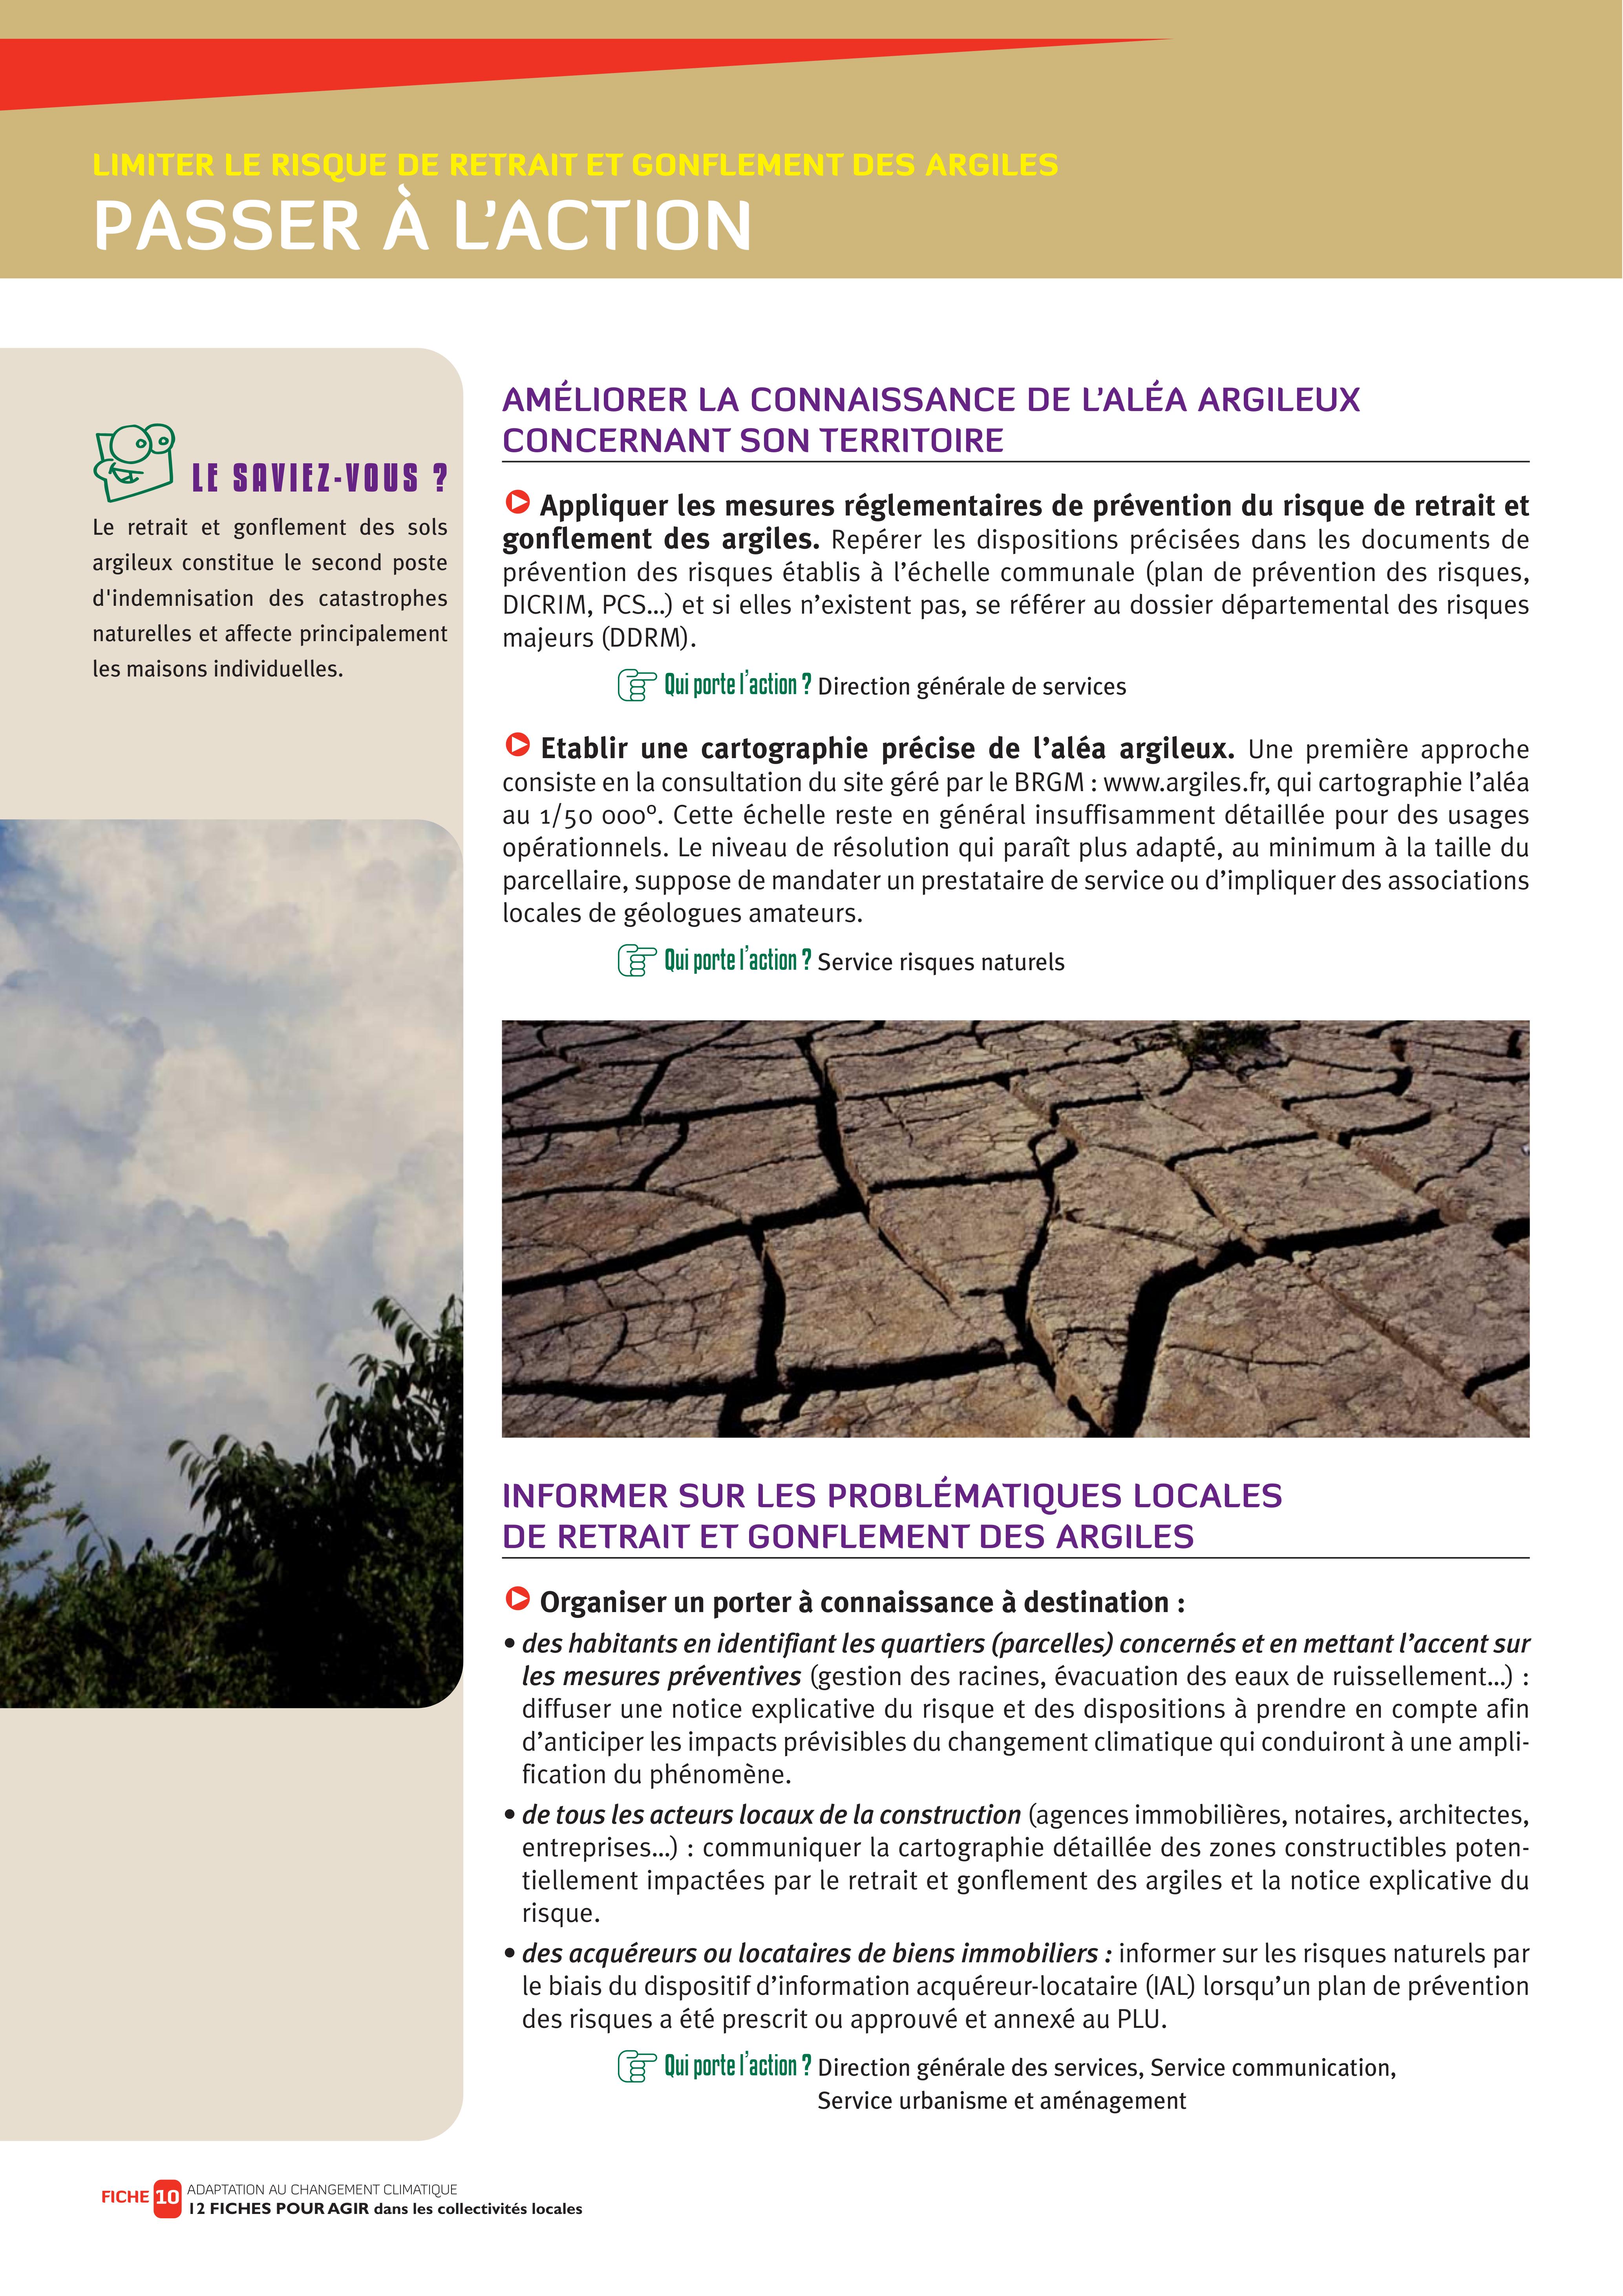 LIMITER LE RISQUE DE RETRAIT ET GONFLEMENT DES ARGILES
PASSER À L'ACTION
LE SAVIEZ-VOUS ?
Le retrait et gonflement des sols
argileux constitue le second poste
d'indemnisation des catastrophes
naturelles et affecte principalement
les maisons individuelles.
AMÉLIORER LA CONNAISSANCE DE L'ALÉA ARGILEUX
CONCERNANT SON TERRITOIRE
Appliquer les mesures réglementaires de prévention du risque de retrait et
gonflement des argiles. Repérer les dispositions précisées dans les documents de
prévention des risques établis à l'échelle communale (plan de prévention des risques,
DICRIM, PCS...) et si elles n'existent pas, se référer au dossier départemental des risques
majeurs (DDRM).
Qui porte l'action ? Direction générale de services
Etablir une cartographie précise de l'aléa argileux. Une première approche
consiste en la consultation du site géré par le BRGM : www.argiles.fr, qui cartographie l'aléa
au 1/50 000°. Cette échelle reste en général insuffisamment détaillée pour des usages
opérationnels. Le niveau de résolution qui paraît plus adapté, au minimum à la taille du
parcellaire, suppose de mandater un prestataire de service ou d'impliquer des associations
locales de géologues amateurs.
Qui porte l'action ? Service risques naturels
INFORMER SUR LES PROBLÉMATIQUES LOCALES
DE RETRAIT ET GONFLEMENT DES ARGILES
Organiser un porter à connaissance à destination :
• des habitants en identifiant les quartiers (parcelles) concernés et en mettant l'accent sur
les mesures préventives (gestion des racines, évacuation des eaux de ruissellement...) :
diffuser une notice explicative du risque et des dispositions à prendre en compte afin
d'anticiper les impacts prévisibles du changement climatique qui conduiront à une ampli-
fication du phénomène.
• de tous les acteurs locaux de la construction (agences immobilières, notaires, architectes,
entreprises...) : communiquer la cartographie détaillée des zones constructibles poten-
tiellement impactées par le retrait et gonflement des argiles et la notice explicative du
risque.
• des acquéreurs ou locataires de biens immobiliers : informer sur les risques naturels par
le biais du dispositif d'information acquéreur-locataire (IAL) lorsqu'un plan de prévention
des risques a été prescrit ou approuvé et annexé au PLU.
Qui porte l'action ? Direction générale des services, Service communication,
Service urbanisme et aménagement
FICHE 10 ADAPTATION AU CHANGEMENT CLIMATIQUE
12 FICHES POUR AGIR dans les collectivités locales